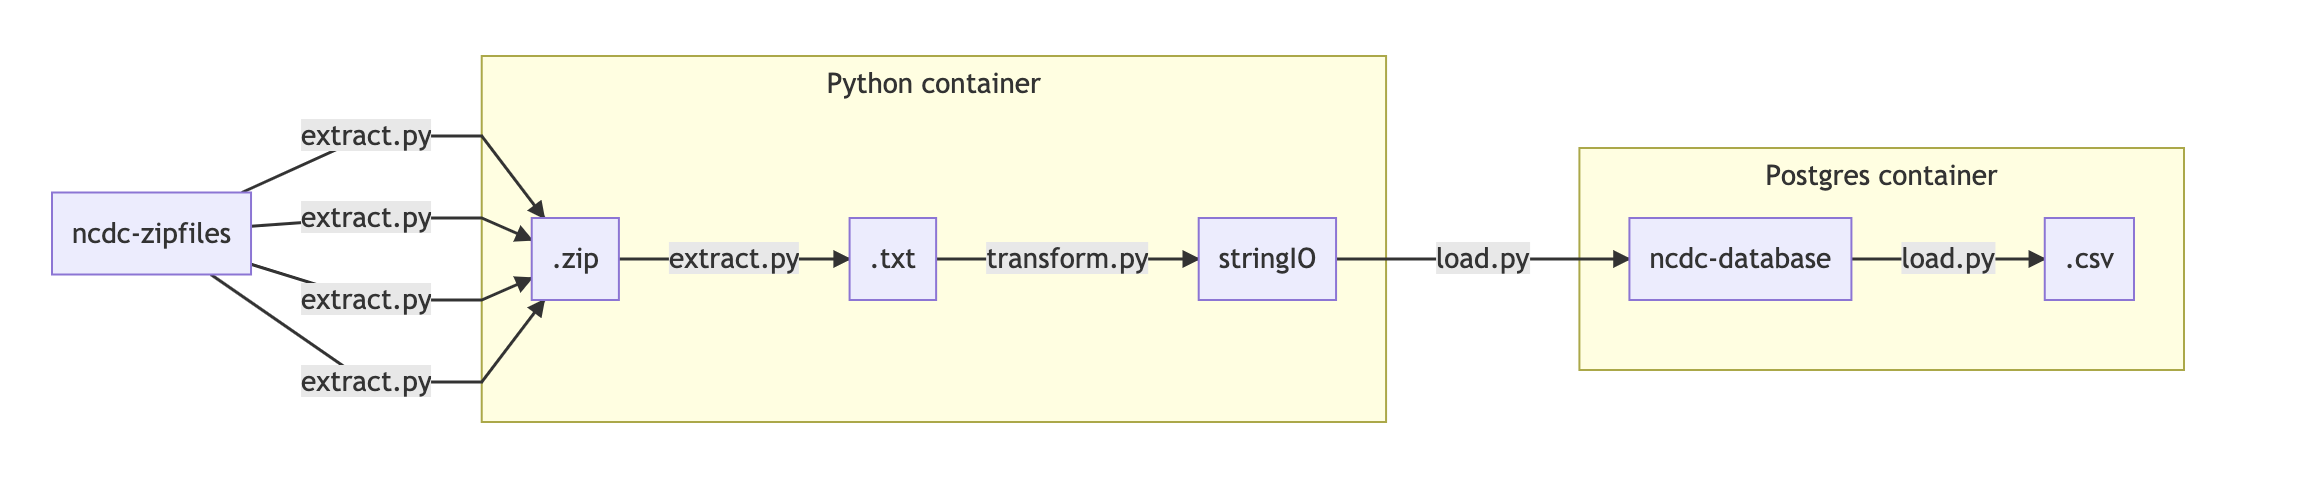 Python container
Postgres container
extract.py
extract.py
extract.py
extract.py
ncdc-zipfiles
.zip
extract.py
.txt
transform.py
stringIO
load.py
ncdc-database
load.py
.csv